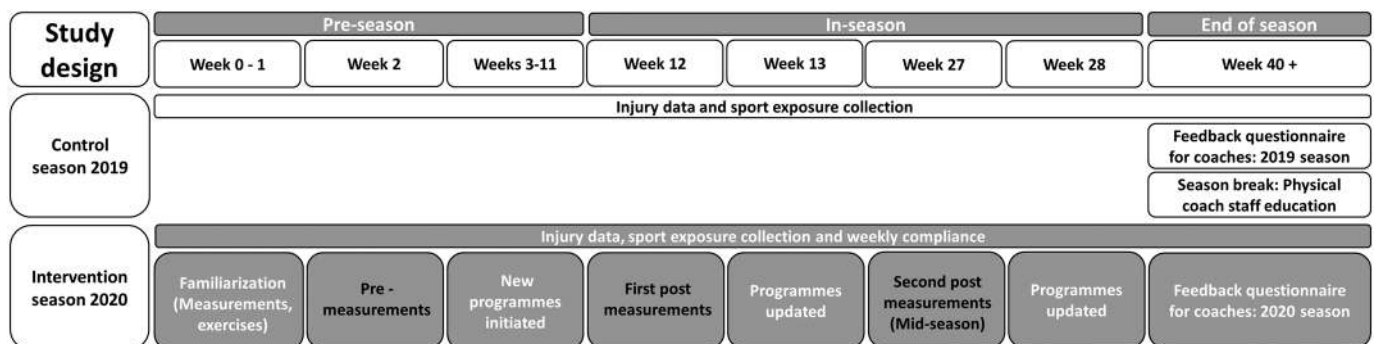 Study
design
Pre-season
In-season
End of season
Week 0 - 1
Week 2
Weeks 3-11
Week 12
Week 13
Week 27
Week 28
Week 40 +
Control
season 2019
Injury data and sport exposure collection
Feedback questionnaire
for coaches: 2019 season
Season break: Physical
coach staff education
Intervention
season 2020
Injury data, sport exposure collection and weekly compliance
Familiarization
(Measurements,
exercises)
Pre -
measurements
New
programmes
initiated
First post
measurements
Programmes
updated
Second post
measurements
(Mid-season)
Programmes
updated
Feedback questionnaire
for coaches: 2020 season